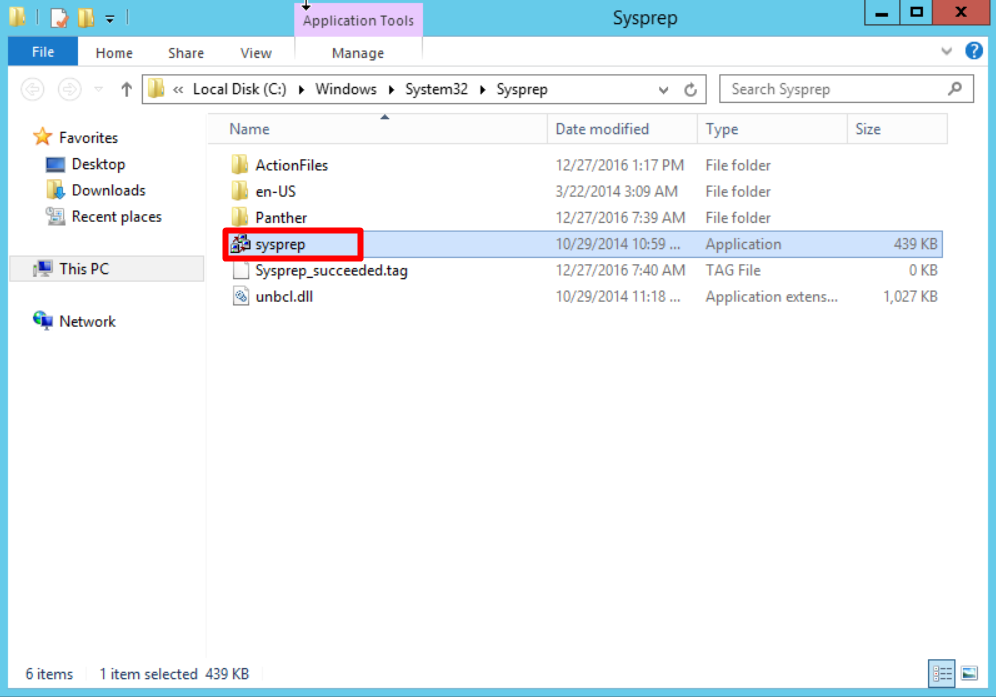 Application Tools
Sysprep
File Home Share View Manage
« Local Disk (C:) Windows System32 Sysprep
Search Sysprep
Favorites
Desktop
Downloads
Recent places
This PC
Network
Name Date modified Type Size
ActionFiles 12/27/2016 1:17 PM File folder
en-US 3/22/2014 3:09 AM File folder
Panther 12/27/2016 7:39 AM File folder
sysprep 10/29/2014 10:59 ... Application 439 KB
Sysprep_succeeded.tag 12/27/2016 7:40 AM TAG File 0 KB
unbcl.dll 10/29/2014 11:18 ... Application extens... 1,027 KB
6 items 1 item selected 439 KB